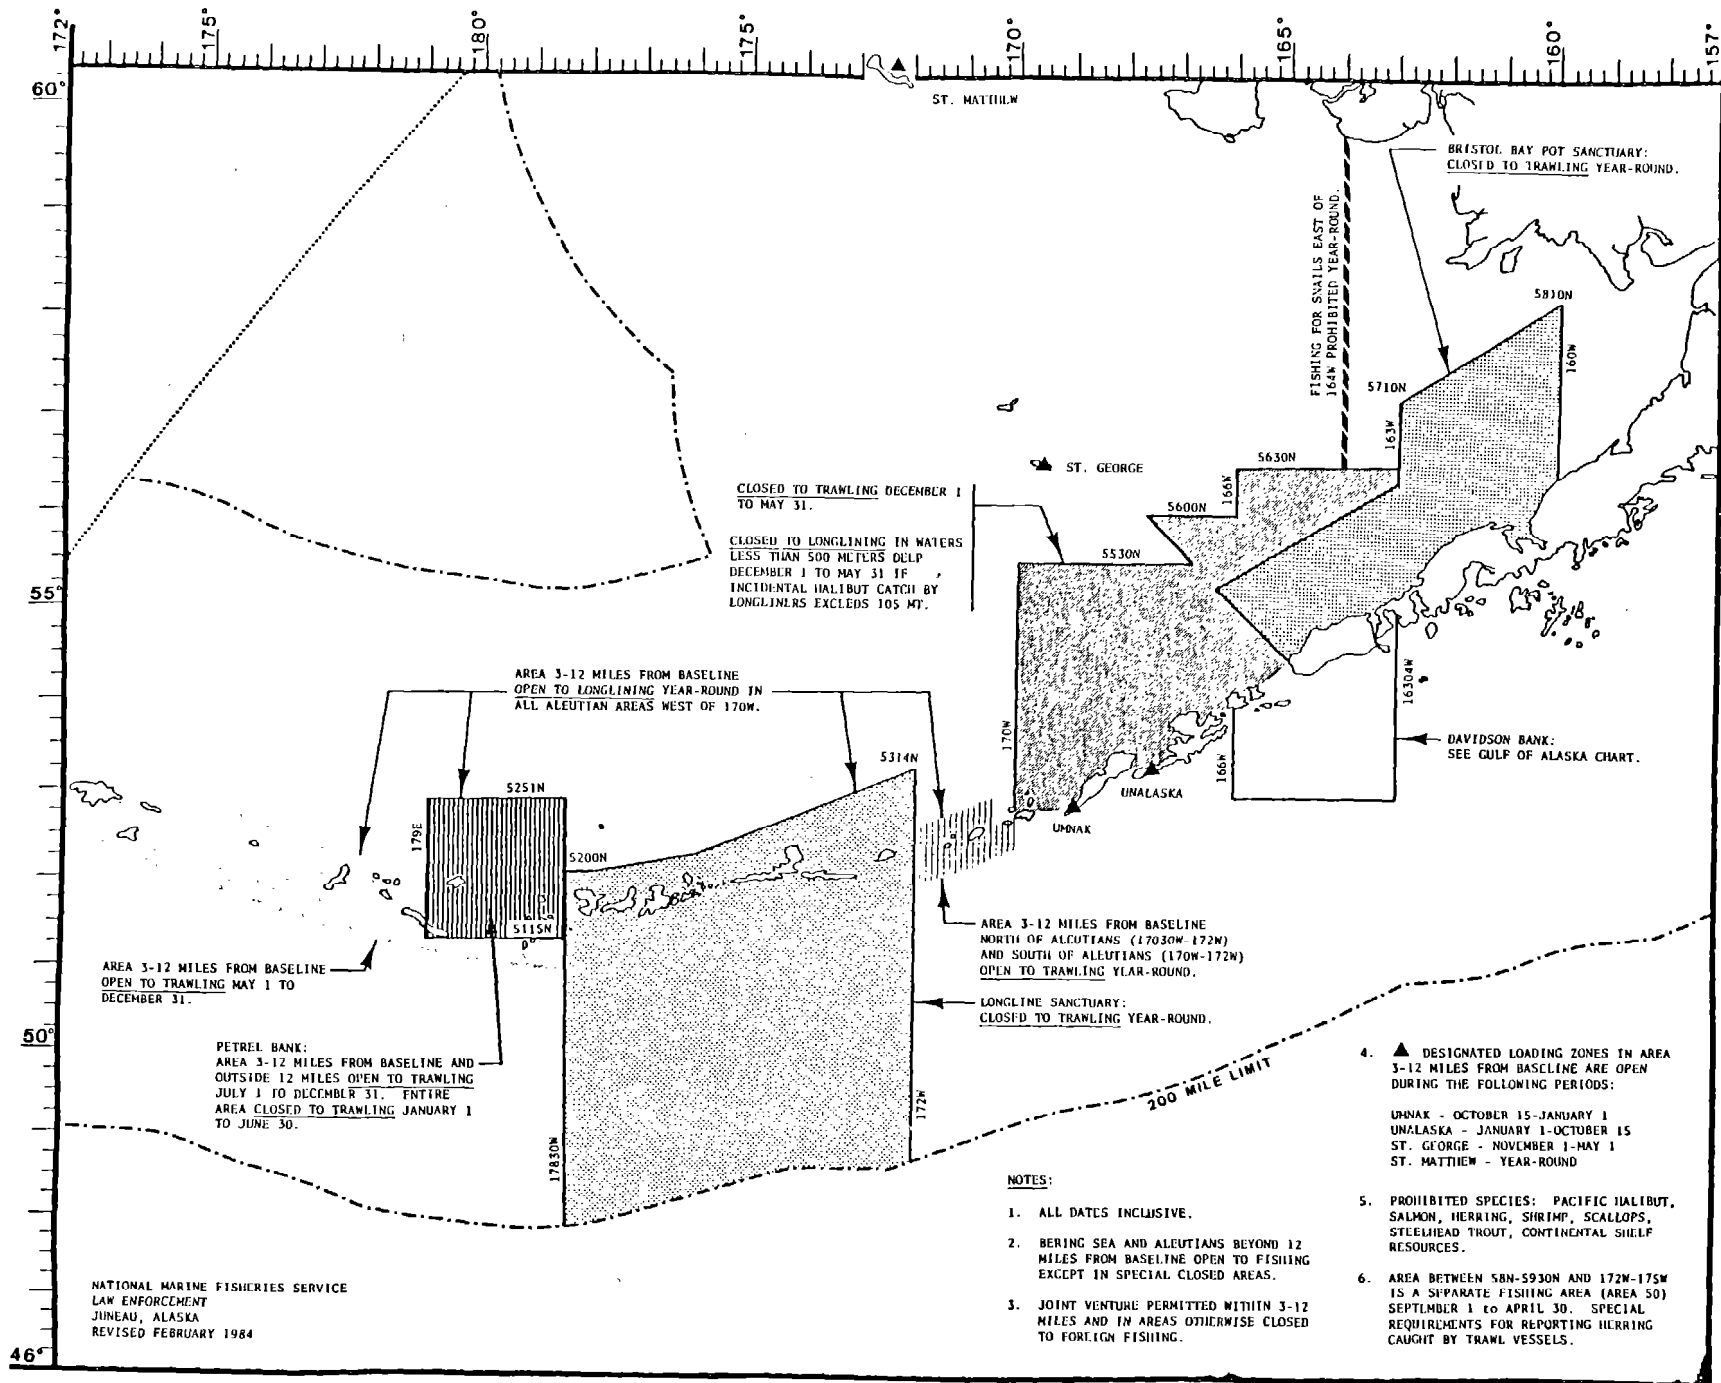 172°
175°
180°
175°
170°
165°
160°
157°
60°
55°
50°
46°
ST. MATTHEW
BRISTOL BAY POT SANCTUARY:
CLOSED TO TRAWLING YEAR-ROUND.
FISHING FOR SNAILS EAST OF
164W PROHIBITED YEAR-ROUND.
5810N
160W
5710N
163W
5630N
166W
5600N
5530N
ST. GEORGE
CLOSED TO TRAWLING DECEMBER 1
TO MAY 31.
CLOSED TO LONGLINING IN WATERS
LESS THAN 500 METERS DEEP
DECEMBER 1 TO MAY 31 IF
INCIDENTAL HALIBUT CATCH BY
LONGLINERS EXCEEDS 105 MT.
AREA 3-12 MILES FROM BASELINE
OPEN TO LONGLINING YEAR-ROUND IN
ALL ALEUTIAN AREAS WEST OF 170W.
170W
16304W
166W
DAVIDSON BANK:
SEE GULF OF ALASKA CHART.
UNALASKA
UMNAK
5314N
5251N
179E
5200N
5115N
AREA 3-12 MILES FROM BASELINE
NORTH OF ALEUTIANS (17030W-172W)
AND SOUTH OF ALEUTIANS (170W-172W)
OPEN TO TRAWLING YEAR-ROUND.
AREA 3-12 MILES FROM BASELINE
OPEN TO TRAWLING MAY 1 TO
DECEMBER 31.
LONGLINE SANCTUARY:
CLOSED TO TRAWLING YEAR-ROUND.
PETREL BANK:
AREA 3-12 MILES FROM BASELINE AND
OUTSIDE 12 MILES OPEN TO TRAWLING
JULY 1 TO DECEMBER 31. ENTIRE
AREA CLOSED TO TRAWLING JANUARY 1
TO JUNE 30.
17830W
172W
200 MILE LIMIT
NATIONAL MARINE FISHERIES SERVICE
LAW ENFORCEMENT
JUNEAU, ALASKA
REVISED FEBRUARY 1984
NOTES:
1. ALL DATES INCLUSIVE.
2. BERING SEA AND ALEUTIANS BEYOND 12
MILES FROM BASELINE OPEN TO FISHING
EXCEPT IN SPECIAL CLOSED AREAS.
3. JOINT VENTURE PERMITTED WITHIN 3-12
MILES AND IN AREAS OTHERWISE CLOSED
TO FOREIGN FISHING.
4. ▲ DESIGNATED LOADING ZONES IN AREA
3-12 MILES FROM BASELINE ARE OPEN
DURING THE FOLLOWING PERIODS:
UMNAK - OCTOBER 15-JANUARY 1
UNALASKA - JANUARY 1-OCTOBER 15
ST. GEORGE - NOVEMBER 1-MAY 1
ST. MATTHEW - YEAR-ROUND
5. PROHIBITED SPECIES: PACIFIC HALIBUT,
SALMON, HERRING, SHRIMP, SCALLOPS,
STEELHEAD TROUT, CONTINENTAL SHELF
RESOURCES.
6. AREA BETWEEN 58N-5930N AND 172W-175W
IS A SEPARATE FISHING AREA (AREA 50)
SEPTEMBER 1 to APRIL 30. SPECIAL
REQUIREMENTS FOR REPORTING HERRING
CAUGHT BY TRAWL VESSELS.